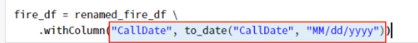 fire_df = renamed_fire_df \
.withColumn("CallDate", to_date("CallDate", "MM/dd/yyyy"))